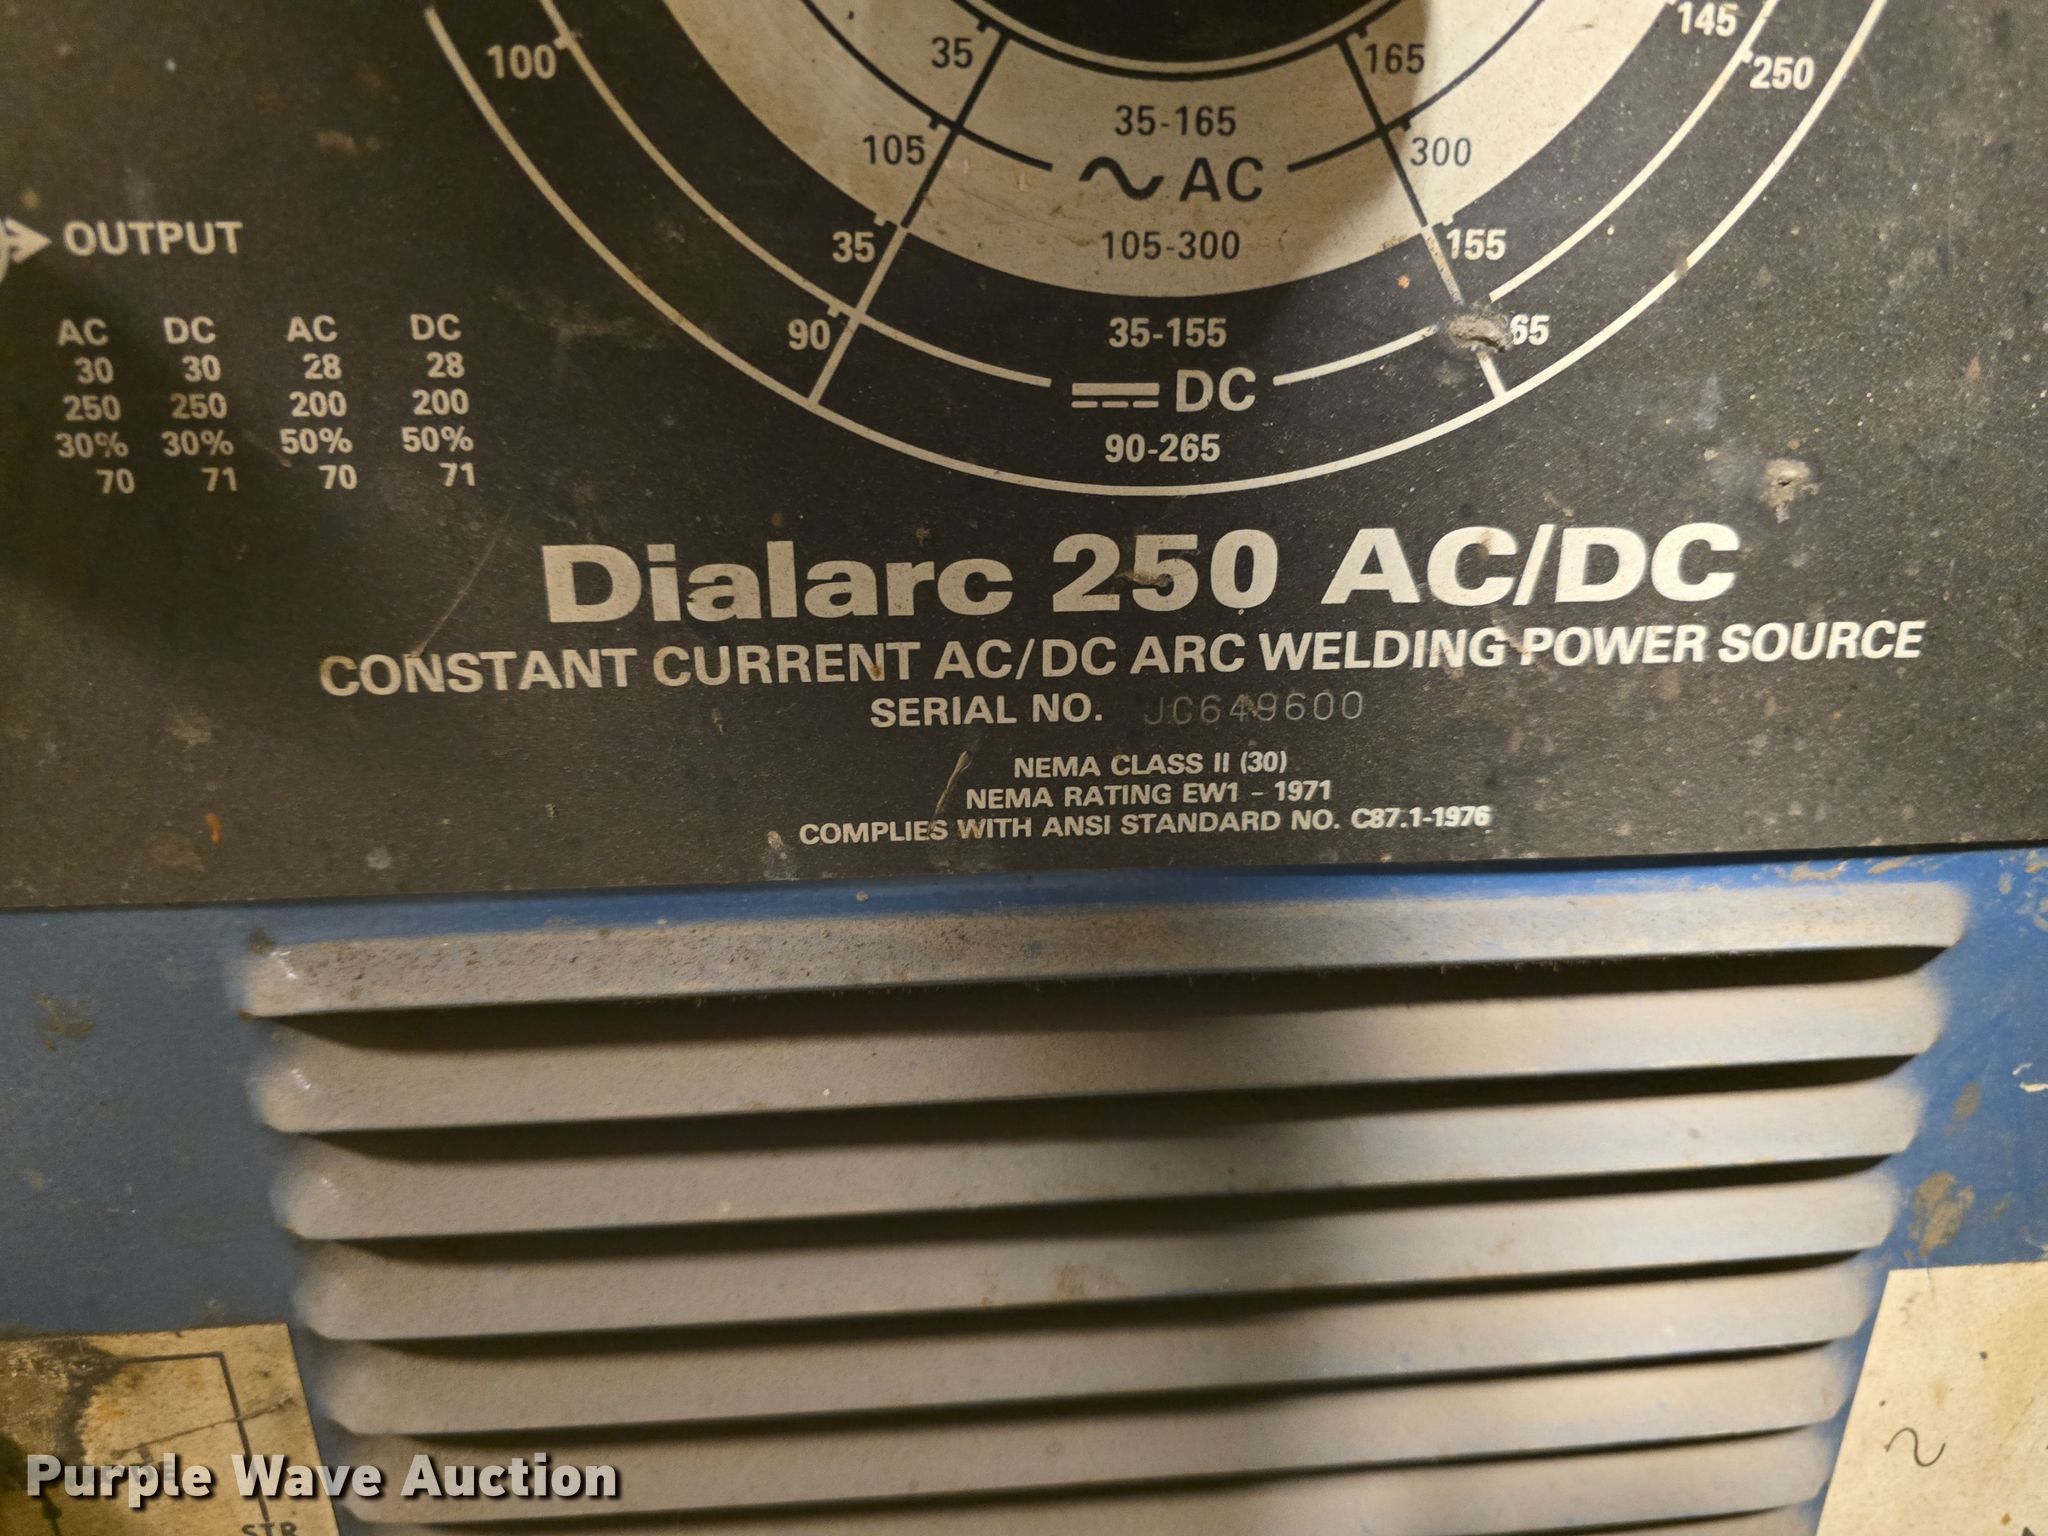 100
35
165
145
250
35-165
105
AC
300
OUTPUT
35
105-300
155
AC DC AC DC
30 30 28 28
250 250 200 200
30% 30% 50% 50%
70 71 70 71
90
35-155
65
DC
90-265
Dialarc 250 AC/DC
CONSTANT CURRENT AC/DC ARC WELDING POWER SOURCE
SERIAL NO. JC649600
NEMA CLASS II (30)
NEMA RATING EW1 - 1971
COMPLIES WITH ANSI STANDARD NO. C87.1-1976
Purple Wave Auction
STR